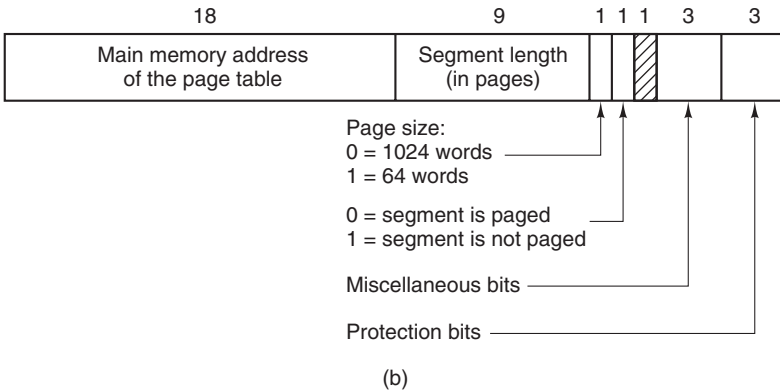 18 9 1 1 1 3 3
Main memory address
of the page table
Segment length
(in pages)
Page size:
0 = 1024 words
1 = 64 words
0 = segment is paged
1 = segment is not paged
Miscellaneous bits
Protection bits
(b)